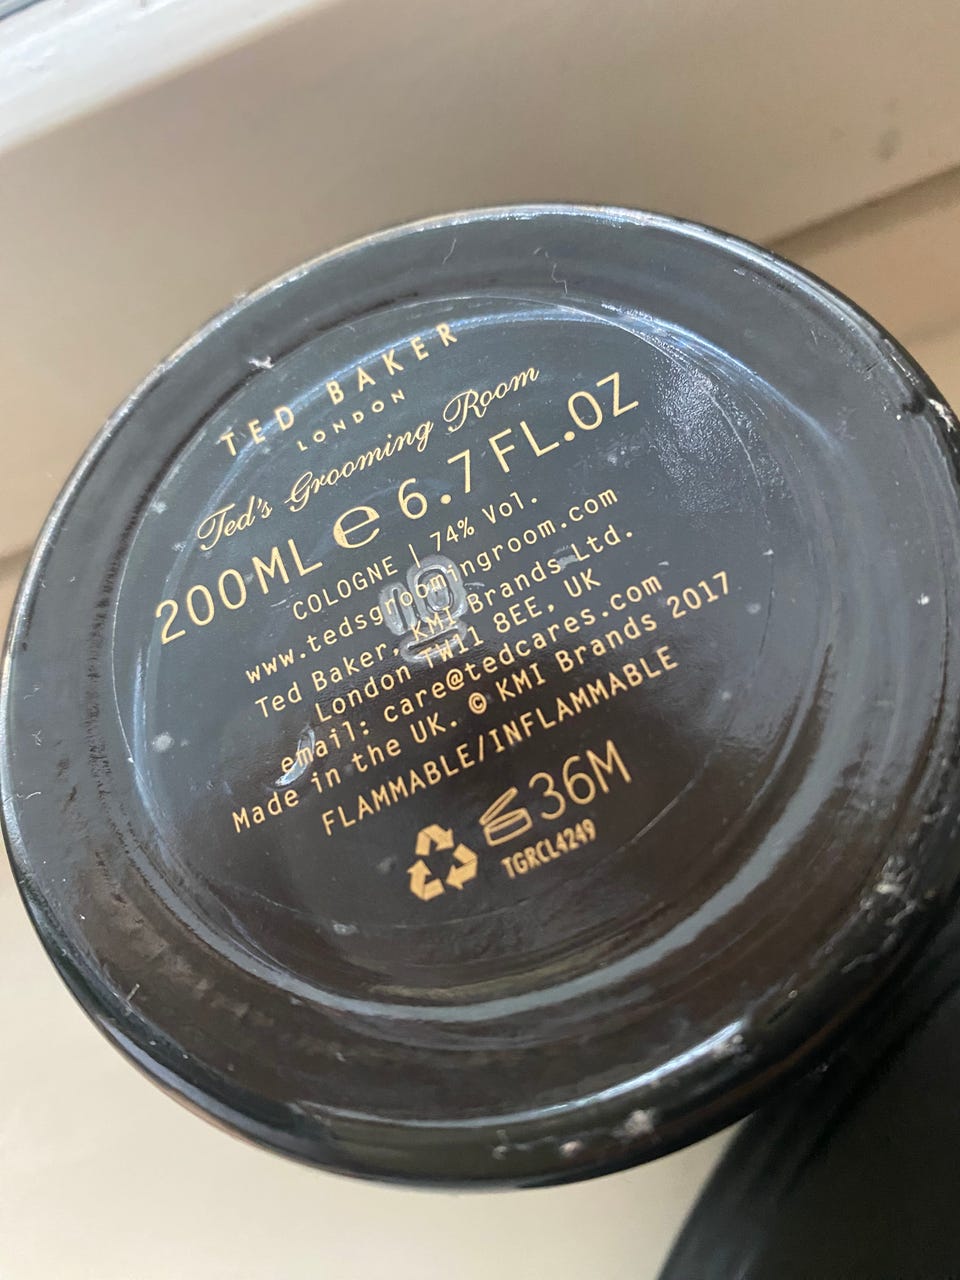 TED BAKER
LONDON
Ted's Grooming Room
200ML e 6.7 FL.OZ
COLOGNE | 74% Vol.
www.tedsgroomingroom.com
Ted Baker, KMI Brands Ltd.
London TW11 8EE, UK
email: care@tedcares.com
Made in the UK. © KMI Brands 2017
FLAMMABLE/INFLAMMABLE
36M
TGRCL4249